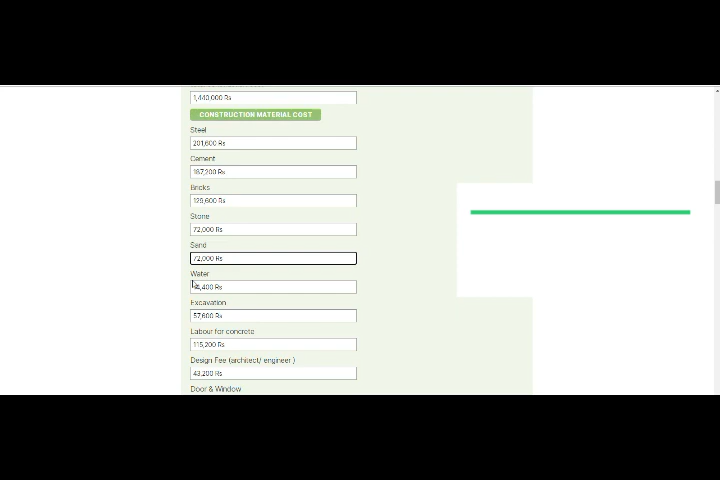 1,440,000 Rs
CONSTRUCTION MATERIAL COST
Steel
201,600 Rs
Cement
187,200 Rs
Bricks
129,600 Rs
Stone
72,000 Rs
Sand
72,000 Rs
Water
Excavation
57,600 Rs
Labour for concrete
115,200 Rs
Design Fee (architect/ engineer )
43,200 Rs
Door & Window